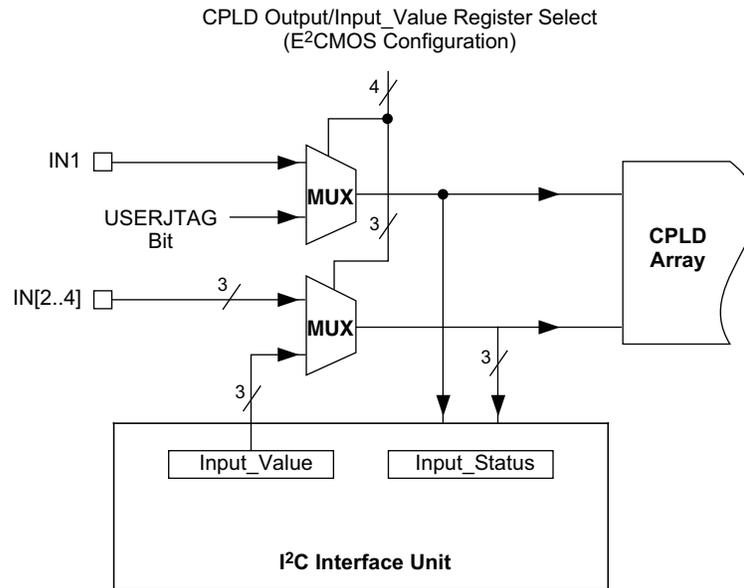 CPLD Output/Input_Value Register Select
(E²CMOS Configuration)
4
IN1
MUX
USERJTAG
Bit
3
CPLD
Array
IN[2..4]
3
MUX
3
3
Input_Value
Input_Status
I²C Interface Unit